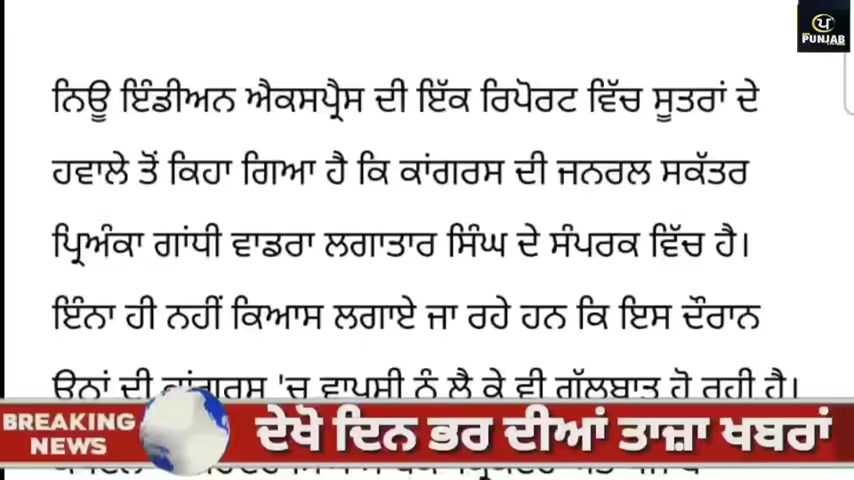 ਪ
PUNJAB
ਨਿਊ ਇੰਡੀਅਨ ਐਕਸਪ੍ਰੈਸ ਦੀ ਇੱਕ ਰਿਪੋਰਟ ਵਿੱਚ ਸੂਤਰਾਂ ਦੇ
ਹਵਾਲੇ ਤੋਂ ਕਿਹਾ ਗਿਆ ਹੈ ਕਿ ਕਾਂਗਰਸ ਦੀ ਜਨਰਲ ਸਕੱਤਰ
ਪ੍ਰਿਅੰਕਾ ਗਾਂਧੀ ਵਾਡਰਾ ਲਗਾਤਾਰ ਸਿੰਘ ਦੇ ਸੰਪਰਕ ਵਿੱਚ ਹੈ।
ਇੰਨਾ ਹੀ ਨਹੀਂ ਕਿਆਸ ਲਗਾਏ ਜਾ ਰਹੇ ਹਨ ਕਿ ਇਸ ਦੌਰਾਨ
ਉਨਾਂ ਦੀ ਕਾਂਗਰਸ 'ਚ ਵਾਪਸੀ ਨੂੰ ਲੈ ਕੇ ਵੀ ਗੱਲਬਾਤ ਹੋ ਰਹੀ ਹੈ।
BREAKING
NEWS
ਦੇਖੋ ਦਿਨ ਭਰ ਦੀਆਂ ਤਾਜ਼ਾ ਖਬਰਾਂ